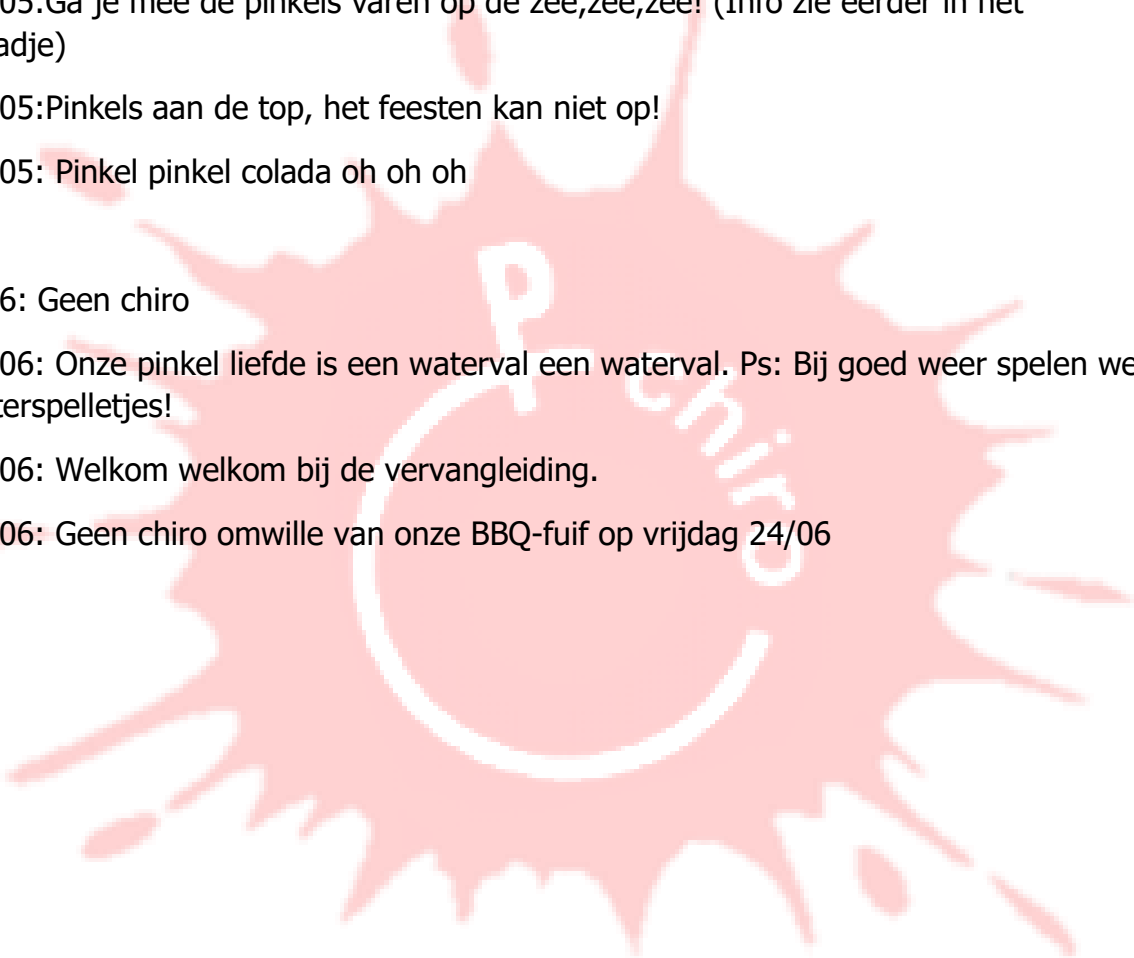 05:Ga je mee de pinkels varen op de zee,zee,zee! (Info zie eerder in het
adje)
05:Pinkels aan de top, het feesten kan niet op!
05: Pinkel pinkel colada oh oh oh
6: Geen chiro
06: Onze pinkel liefde is een waterval een waterval. Ps: Bij goed weer spelen we
terspelletjes!
06: Welkom welkom bij de vervangleiding.
06: Geen chiro omwille van onze BBQ-fuif op vrijdag 24/06
chiro